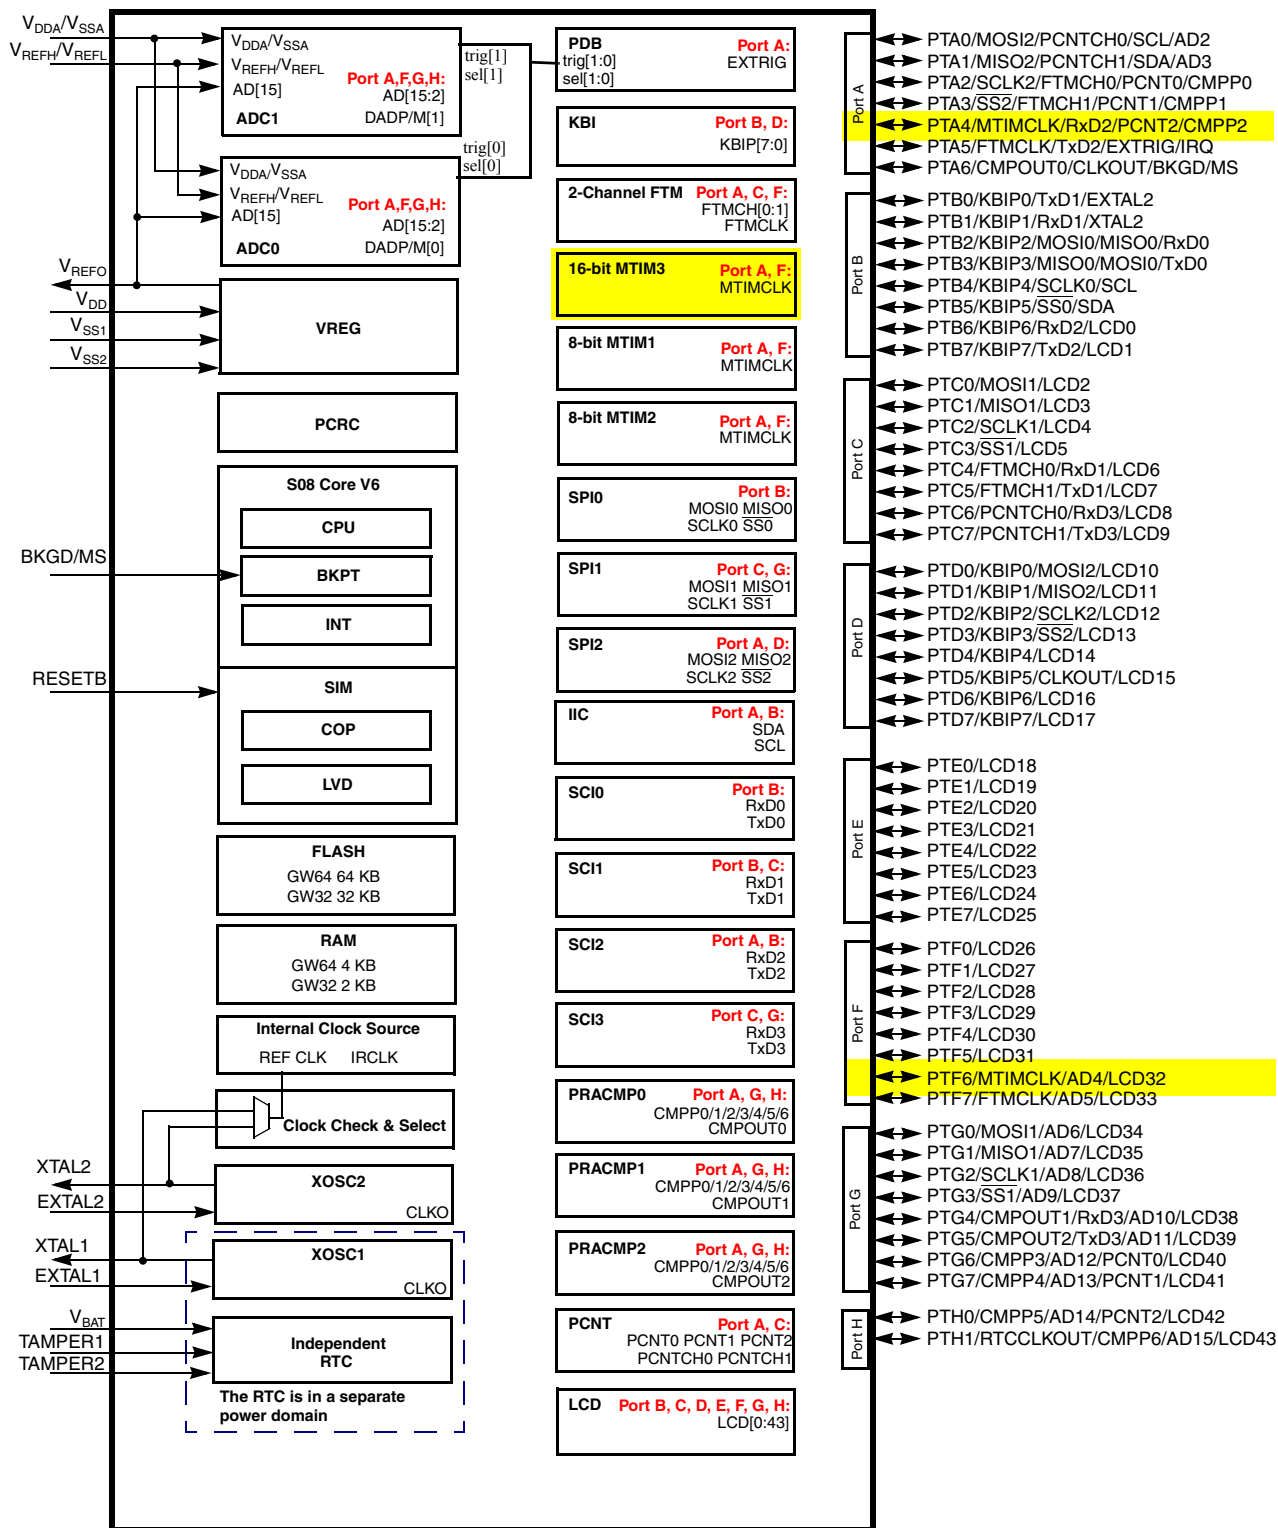 VDDA/VSSA
VREFH/VREFL
VREFO
VDD
VSS1
VSS2
BKGD/MS
RESETB
XTAL2
EXTAL2
XTAL1
EXTAL1
VBAT
TAMPER1
TAMPER2
VDDA/VSSA
VREFH/VREFL
Port A,F,G,H:
AD[15] AD[15:2]
ADC1 DADP/M[1]
trig[1]
sel[1]
VDDA/VSSA
VREFH/VREFL
Port A,F,G,H:
AD[15] AD[15:2]
ADC0 DADP/M[0]
trig[0]
sel[0]
VREG
PCRC
S08 Core V6
CPU
BKPT
INT
SIM
COP
LVD
FLASH
GW64 64 KB
GW32 32 KB
RAM
GW64 4 KB
GW32 2 KB
Internal Clock Source
REF CLK IRCLK
Clock Check & Select
XOSC2
CLKO
XOSC1
CLKO
Independent
RTC
The RTC is in a separate
power domain
PDB Port A:
trig[1:0] EXTRIG
sel[1:0]
KBI Port B, D:
KBIP[7:0]
2-Channel FTM Port A, C, F:
FTMCH[0:1]
FTMCLK
16-bit MTIM3 Port A, F:
MTIMCLK
8-bit MTIM1 Port A, F:
MTIMCLK
8-bit MTIM2 Port A, F:
MTIMCLK
SPI0 Port B:
MOSI0 MISO0
SCLK0 SS0
SPI1 Port C, G:
MOSI1 MISO1
SCLK1 SS1
SPI2 Port A, D:
MOSI2 MISO2
SCLK2 SS2
IIC Port A, B:
SDA
SCL
SCI0 Port B:
RxD0
TxD0
SCI1 Port B, C:
RxD1
TxD1
SCI2 Port A, B:
RxD2
TxD2
SCI3 Port C, G:
RxD3
TxD3
PRACMP0 Port A, G, H:
CMPP0/1/2/3/4/5/6
CMPOUT0
PRACMP1 Port A, G, H:
CMPP0/1/2/3/4/5/6
CMPOUT1
PRACMP2 Port A, G, H:
CMPP0/1/2/3/4/5/6
CMPOUT2
PCNT Port A, C:
PCNT0 PCNT1 PCNT2
PCNTCH0 PCNTCH1
LCD Port B, C, D, E, F, G, H:
LCD[0:43]
Port A
PTA0/MOSI2/PCNTCH0/SCL/AD2
PTA1/MISO2/PCNTCH1/SDA/AD3
PTA2/SCLK2/FTMCH0/PCNT0/CMPP0
PTA3/SS2/FTMCH1/PCNT1/CMPP1
PTA4/MTIMCLK/RxD2/PCNT2/CMPP2
PTA5/FTMCLK/TxD2/EXTRIG/IRQ
PTA6/CMPOUT0/CLKOUT/BKGD/MS
Port B
PTB0/KBIP0/TxD1/EXTAL2
PTB1/KBIP1/RxD1/XTAL2
PTB2/KBIP2/MOSI0/MISO0/RxD0
PTB3/KBIP3/MISO0/MOSI0/TxD0
PTB4/KBIP4/SCLK0/SCL
PTB5/KBIP5/SS0/SDA
PTB6/KBIP6/RxD2/LCD0
PTB7/KBIP7/TxD2/LCD1
Port C
PTC0/MOSI1/LCD2
PTC1/MISO1/LCD3
PTC2/SCLK1/LCD4
PTC3/SS1/LCD5
PTC4/FTMCH0/RxD1/LCD6
PTC5/FTMCH1/TxD1/LCD7
PTC6/PCNTCH0/RxD3/LCD8
PTC7/PCNTCH1/TxD3/LCD9
Port D
PTD0/KBIP0/MOSI2/LCD10
PTD1/KBIP1/MISO2/LCD11
PTD2/KBIP2/SCLK2/LCD12
PTD3/KBIP3/SS2/LCD13
PTD4/KBIP4/LCD14
PTD5/KBIP5/CLKOUT/LCD15
PTD6/KBIP6/LCD16
PTD7/KBIP7/LCD17
Port E
PTE0/LCD18
PTE1/LCD19
PTE2/LCD20
PTE3/LCD21
PTE4/LCD22
PTE5/LCD23
PTE6/LCD24
PTE7/LCD25
Port F
PTF0/LCD26
PTF1/LCD27
PTF2/LCD28
PTF3/LCD29
PTF4/LCD30
PTF5/LCD31
PTF6/MTIMCLK/AD4/LCD32
PTF7/FTMCLK/AD5/LCD33
Port G
PTG0/MOSI1/AD6/LCD34
PTG1/MISO1/AD7/LCD35
PTG2/SCLK1/AD8/LCD36
PTG3/SS1/AD9/LCD37
PTG4/CMPOUT1/RxD3/AD10/LCD38
PTG5/CMPOUT2/TxD3/AD11/LCD39
PTG6/CMPP3/AD12/PCNT0/LCD40
PTG7/CMPP4/AD13/PCNT1/LCD41
Port H
PTH0/CMPP5/AD14/PCNT2/LCD42
PTH1/RTCCLKOUT/CMPP6/AD15/LCD43